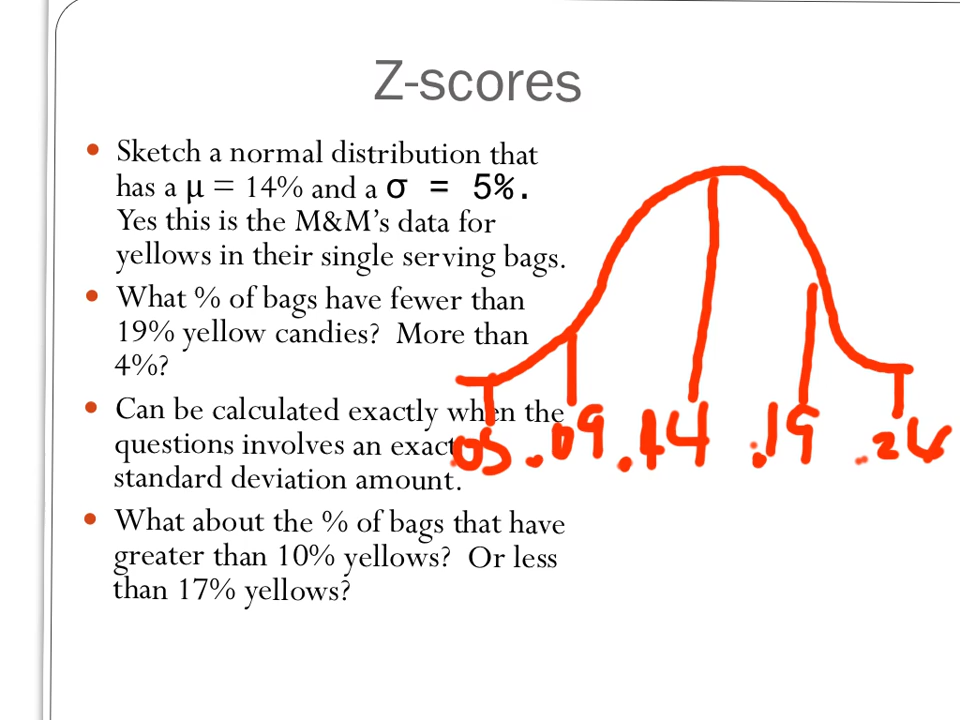 Z-scores
Sketch a normal distribution that
has a μ = 14% and a σ = 5%.
Yes this is the M&M's data for
yellows in their single serving bags.
What % of bags have fewer than
19% yellow candies? More than
4%?
Can be calculated exactly when the
questions involves an exact
standard deviation amount.
What about the % of bags that have
greater than 10% yellows? Or less
than 17% yellows?
.09 .14 .19